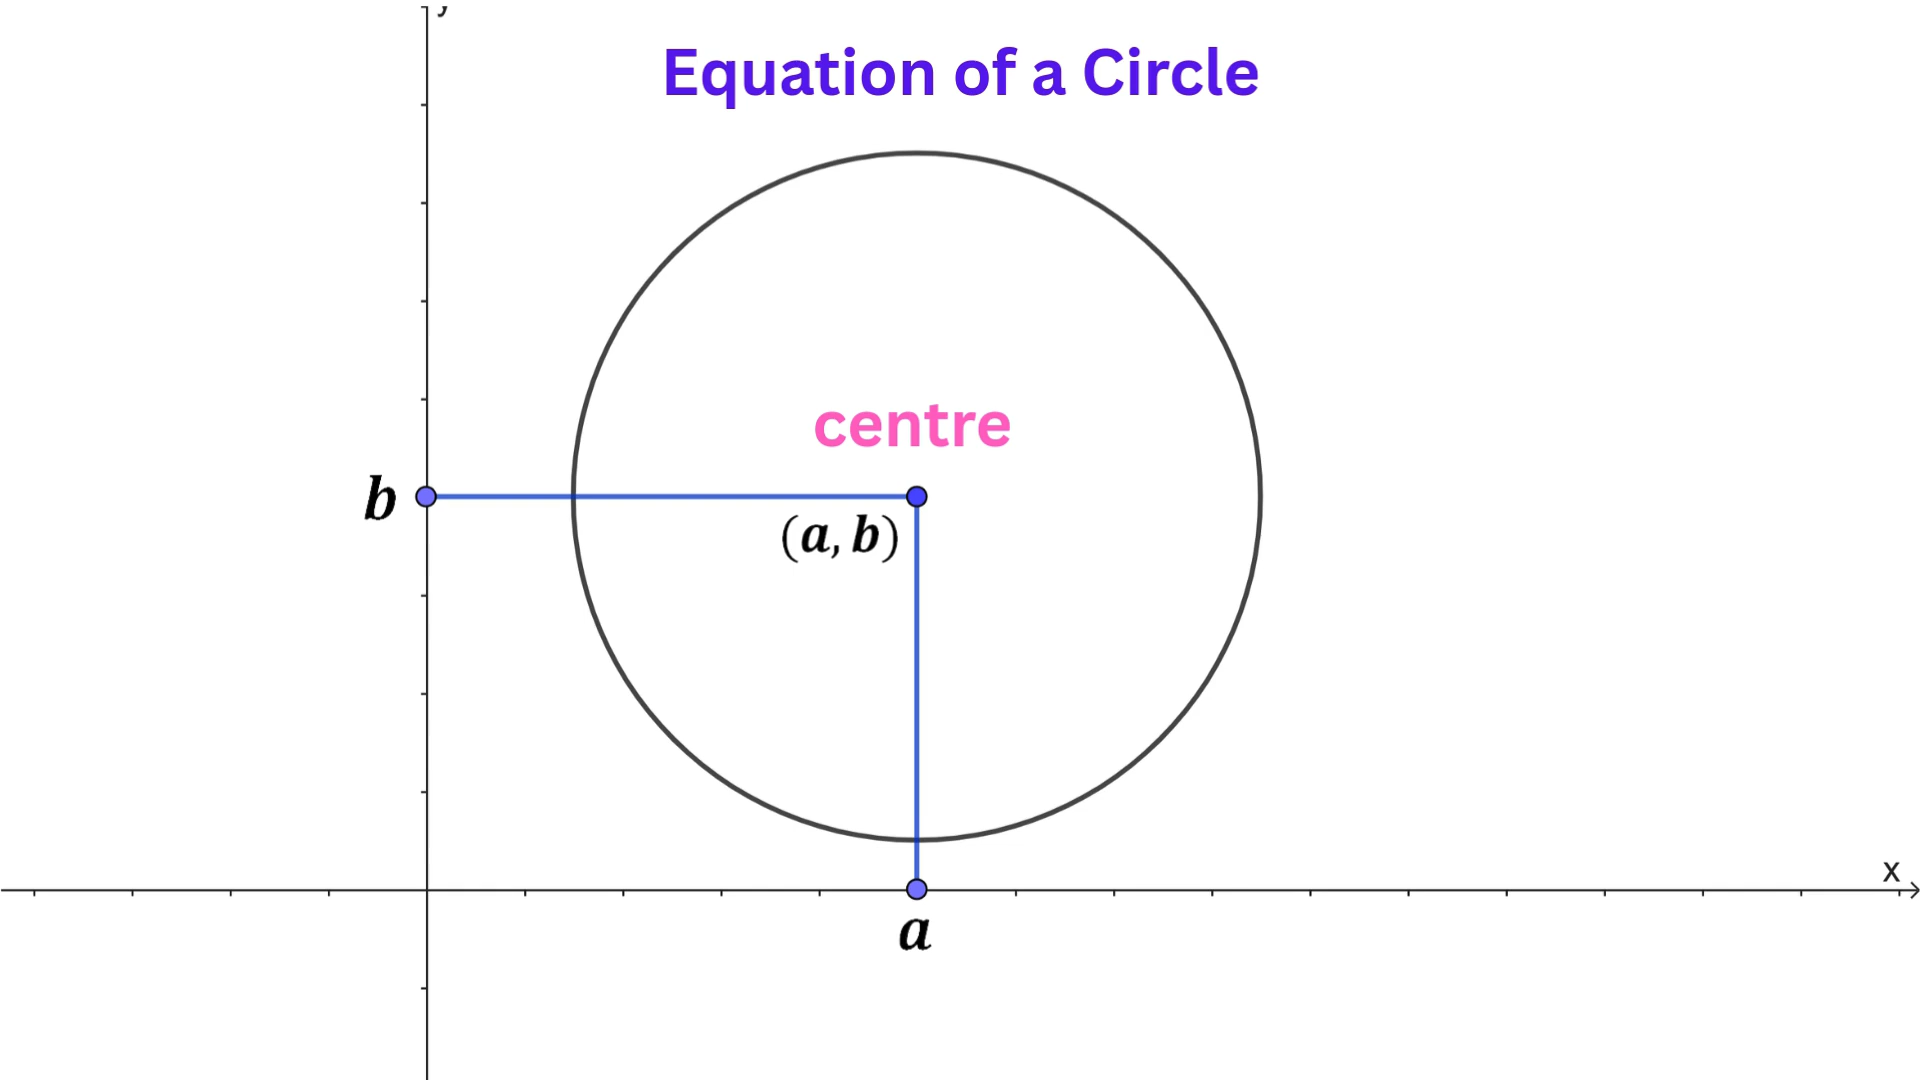 y
Equation of a Circle
centre
b
(a, b)
x
a